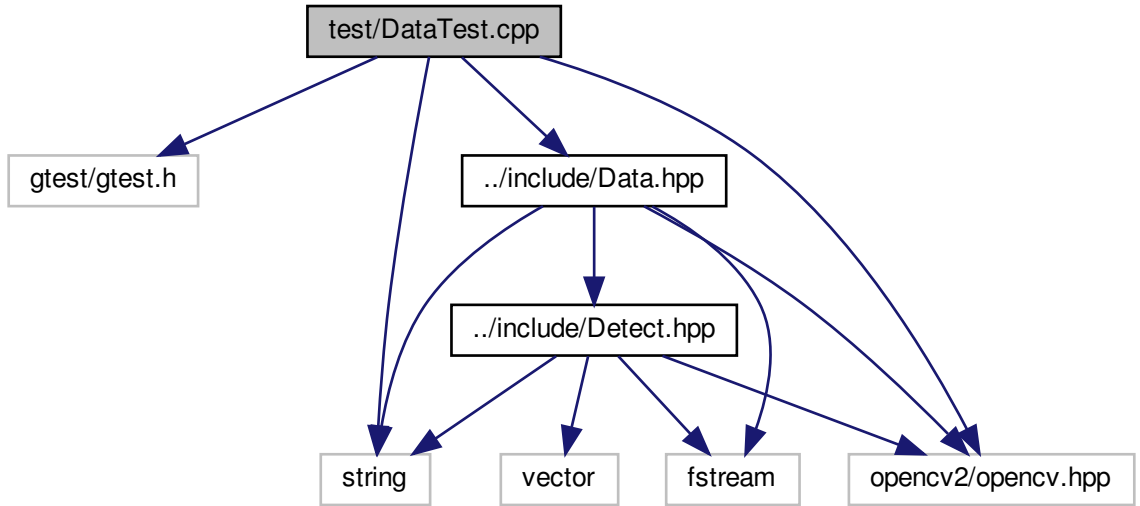 test/DataTest.cpp
gtest/gtest.h
../include/Data.hpp
../include/Detect.hpp
string
vector
fstream
opencv2/opencv.hpp